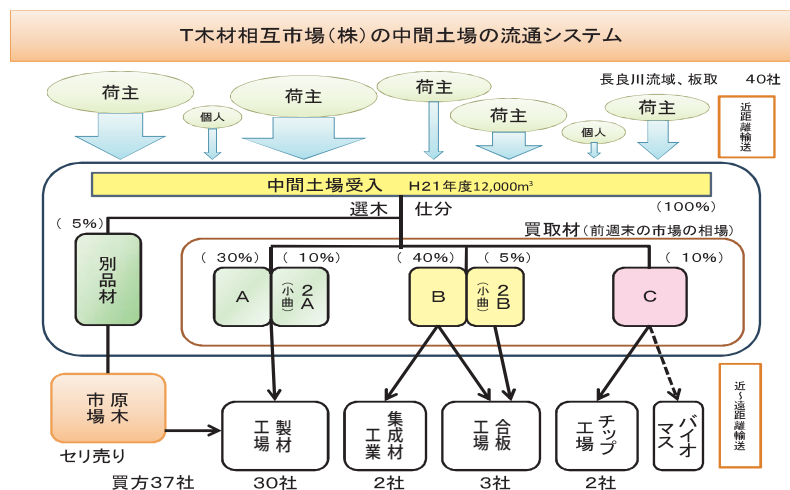 T木材相互市場(株)の中間土場の流通システム
長良川流域、板取 40社
荷主
個人
荷主
荷主
荷主
個人
荷主
近距離輸送
中間土場受入 H21年度12,000m³
選木 仕分
(100%)
買取材(前週末の市場の相場)
( 5%)
( 30%)
( 10%)
( 40%)
( 5%)
( 10%)
別品材
A
2A
(小曲)
B
2B
(小曲)
C
原木
市場
セリ売り
買方37社
製材
工場
30社
集成材
工業
2社
合板
工場
3社
チップ
工場
2社
バイオ
マス
近~遠距離輸送